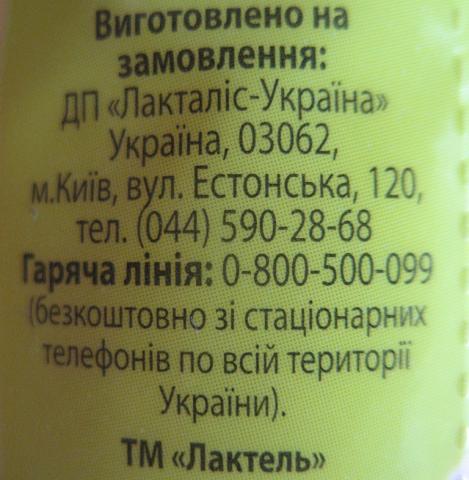 Виготовлено на
замовлення:
ДП «Лакталіс-Україна»
Україна, 03062,
м.Київ, вул. Естонська, 120,
тел. (044) 590-28-68
Гаряча лінія: 0-800-500-099
(безкоштовно зі стаціонарних
телефонів по всій території
України).
ТМ «Лактель»